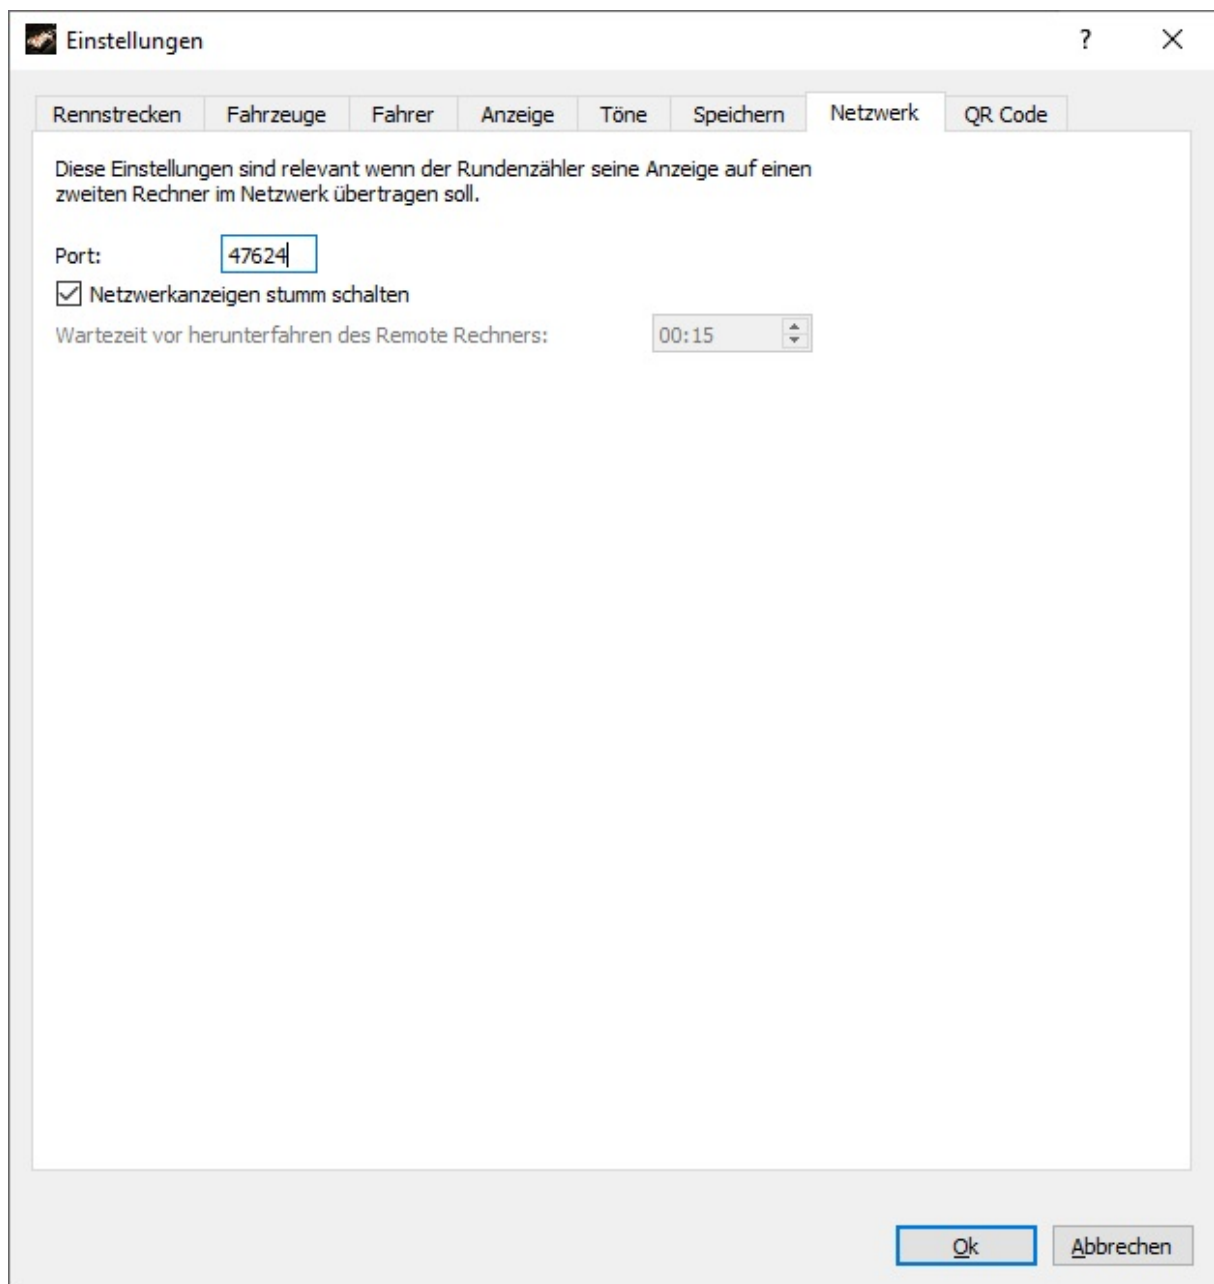 Einstellungen
?
Rennstrecken Fahrzeuge Fahrer Anzeige Töne Speichern Netzwerk QR Code
Diese Einstellungen sind relevant wenn der Rundenzähler seine Anzeige auf einen
zweiten Rechner im Netzwerk übertragen soll.
Port: 47624
Netzwerkanzeigen stumm schalten
Wartezeit vor herunterfahren des Remote Rechners: 00:15
Ok Abbrechen